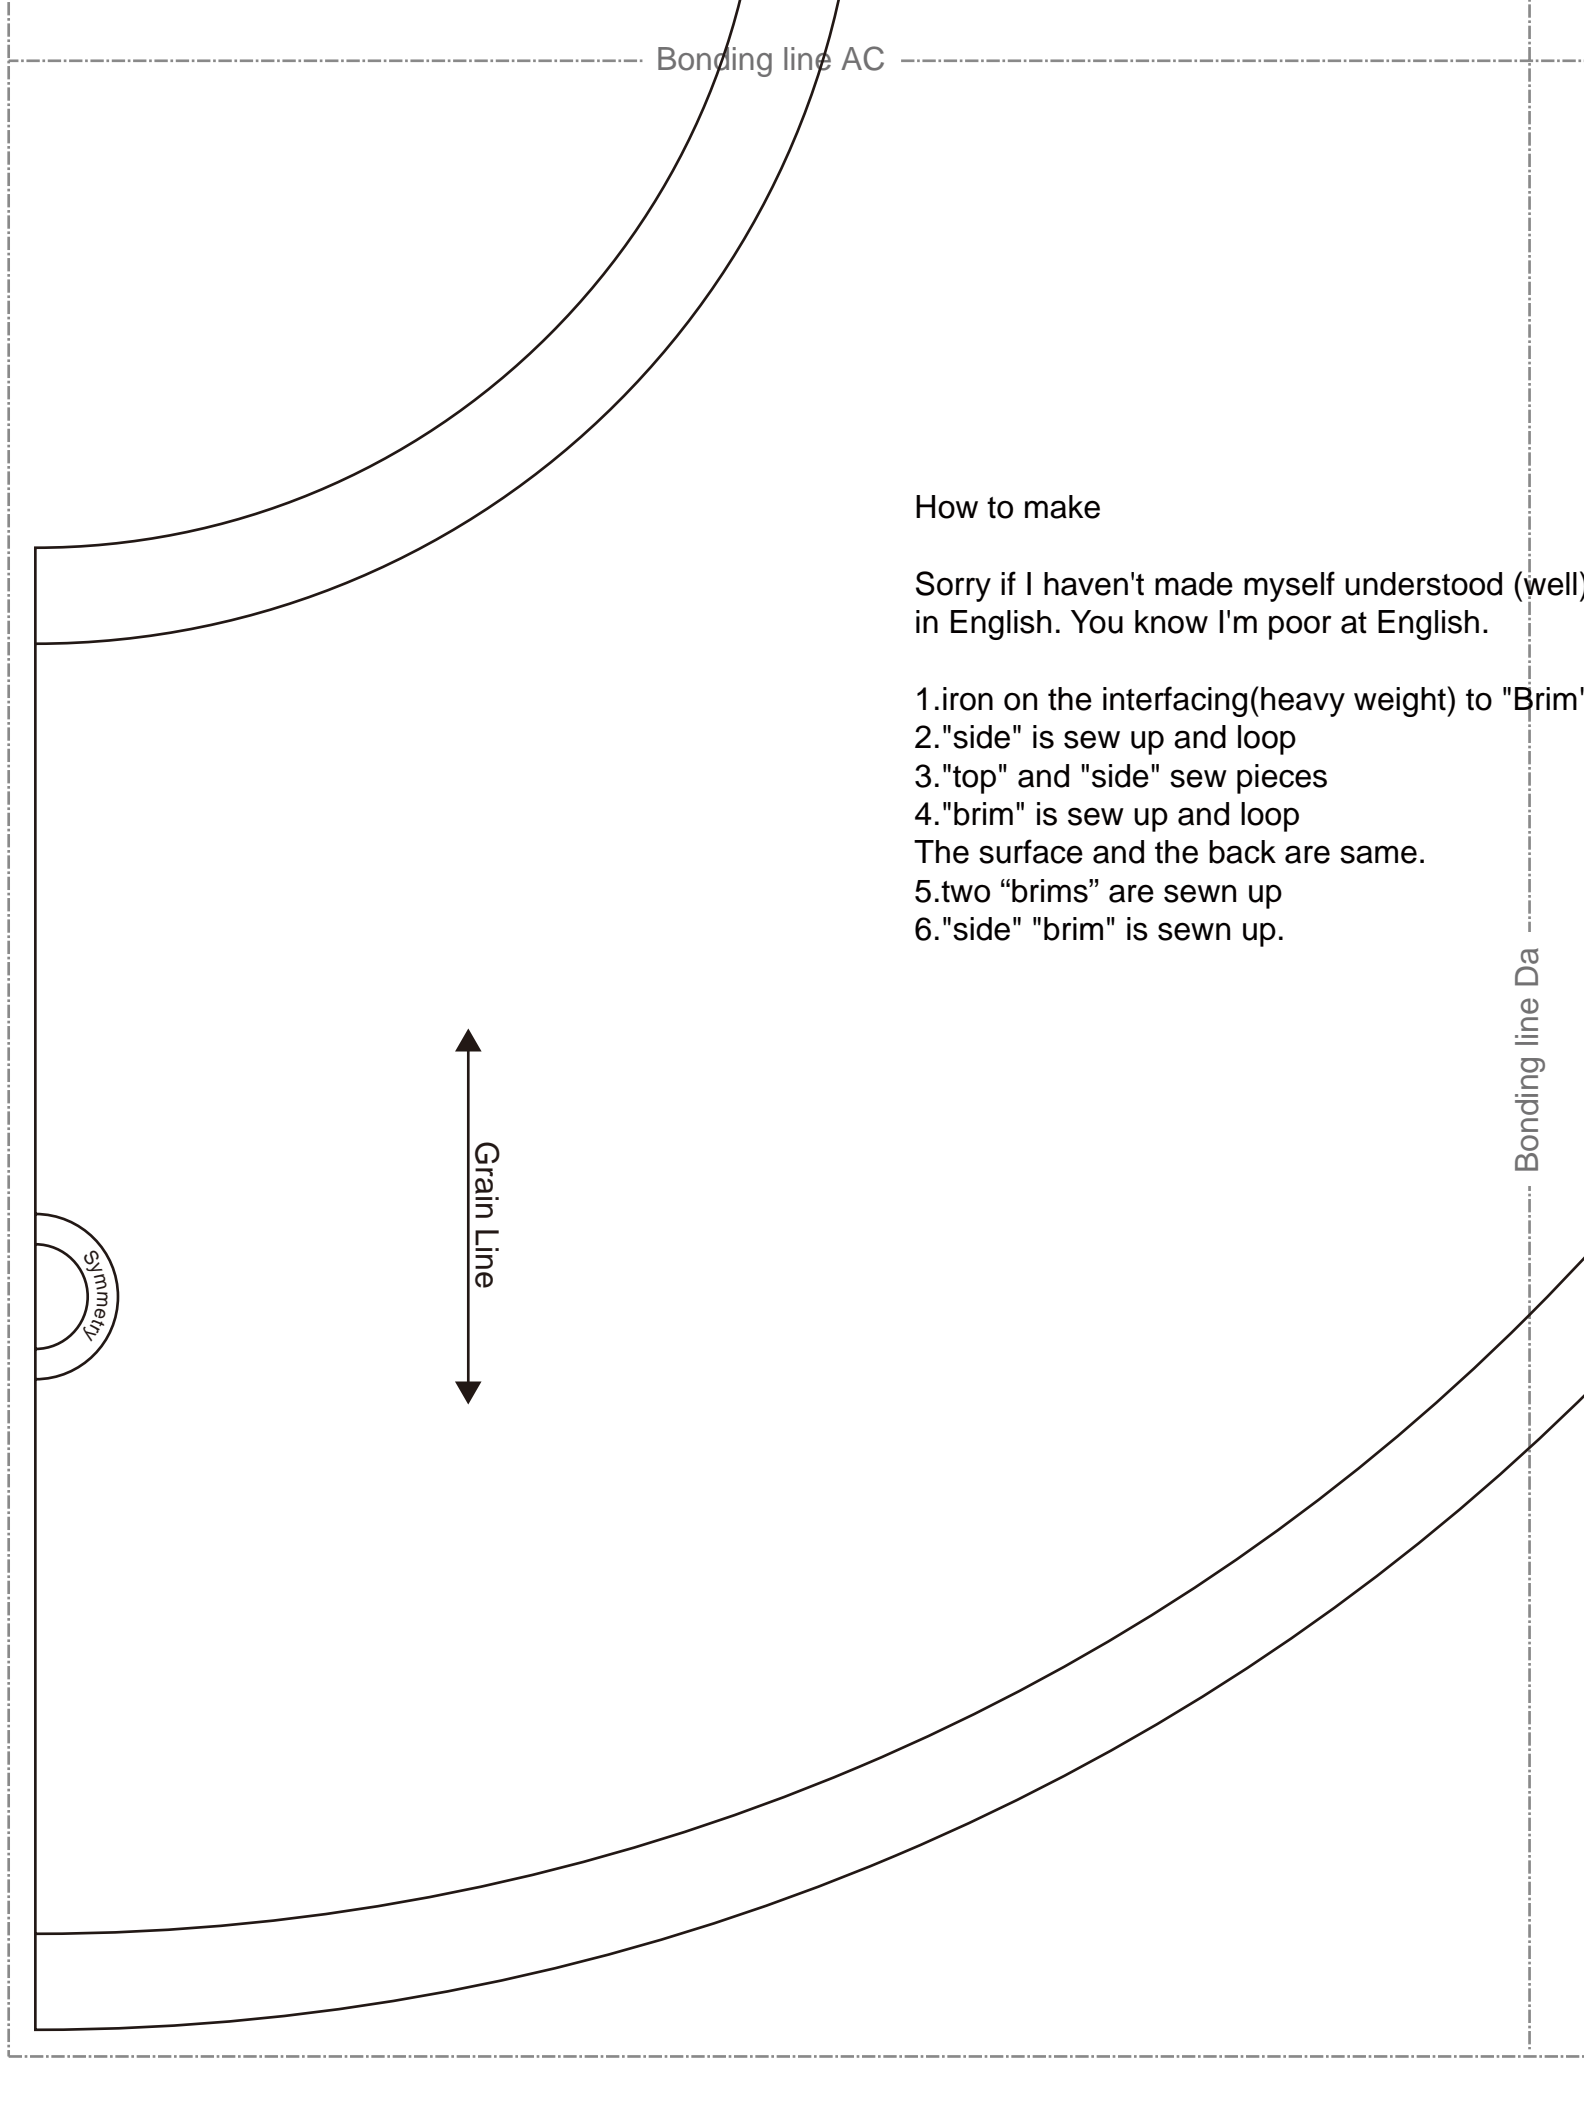 Bonding line AC
How to make
Sorry if I haven't made myself understood (well)
in English. You know I'm poor at English.
1.iron on the interfacing(heavy weight) to "Brim"
2."side" is sew up and loop
3."top" and "side" sew pieces
4."brim" is sew up and loop
The surface and the back are same.
5.two “brims” are sewn up
6."side" "brim" is sewn up.
Bonding line Da
Grain Line
Symmetry